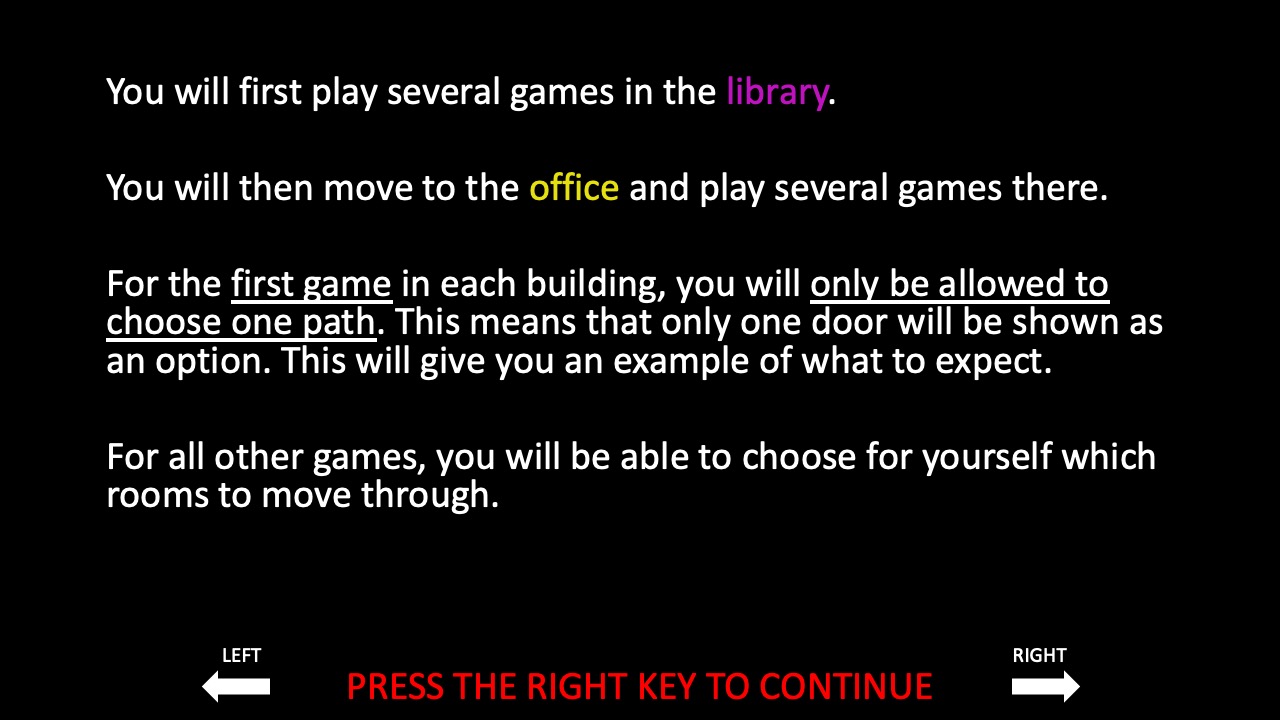 You will first play several games in the library.
You will then move to the office and play several games there.
For the first game in each building, you will only be allowed to
choose one path. This means that only one door will be shown as
an option. This will give you an example of what to expect.
For all other games, you will be able to choose for yourself which
rooms to move through.
LEFT
RIGHT
PRESS THE RIGHT KEY TO CONTINUE